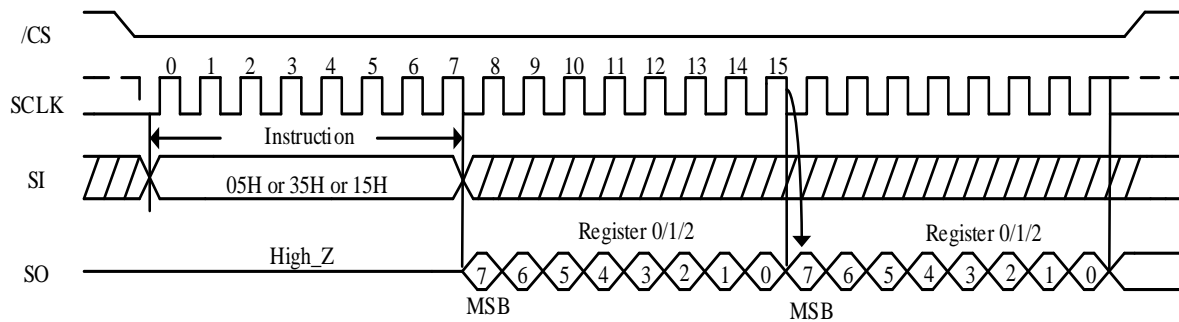 /CS
0 1 2 3 4 5 6 7 8 9 10 11 12 13 14 15
SCLK
Instruction
SI
05H or 35H or 15H
Register 0/1/2 Register 0/1/2
High_Z
SO
7 6 5 4 3 2 1 0 7 6 5 4 3 2 1 0
MSB MSB